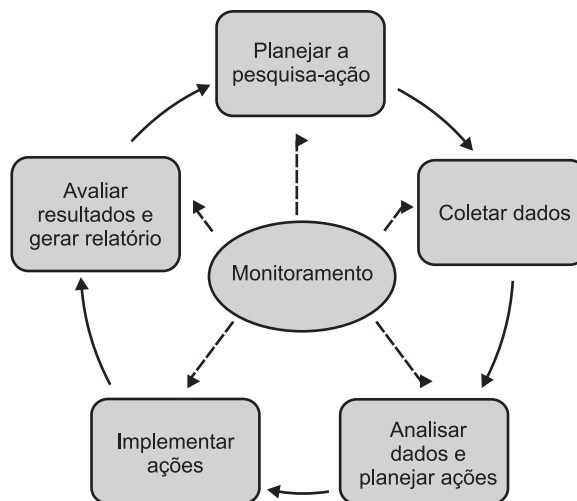 Planejar a
pesquisa-ação
Coletar dados
Analisar
dados e
planejar ações
Implementar
ações
Avaliar
resultados e
gerar relatório
Monitoramento